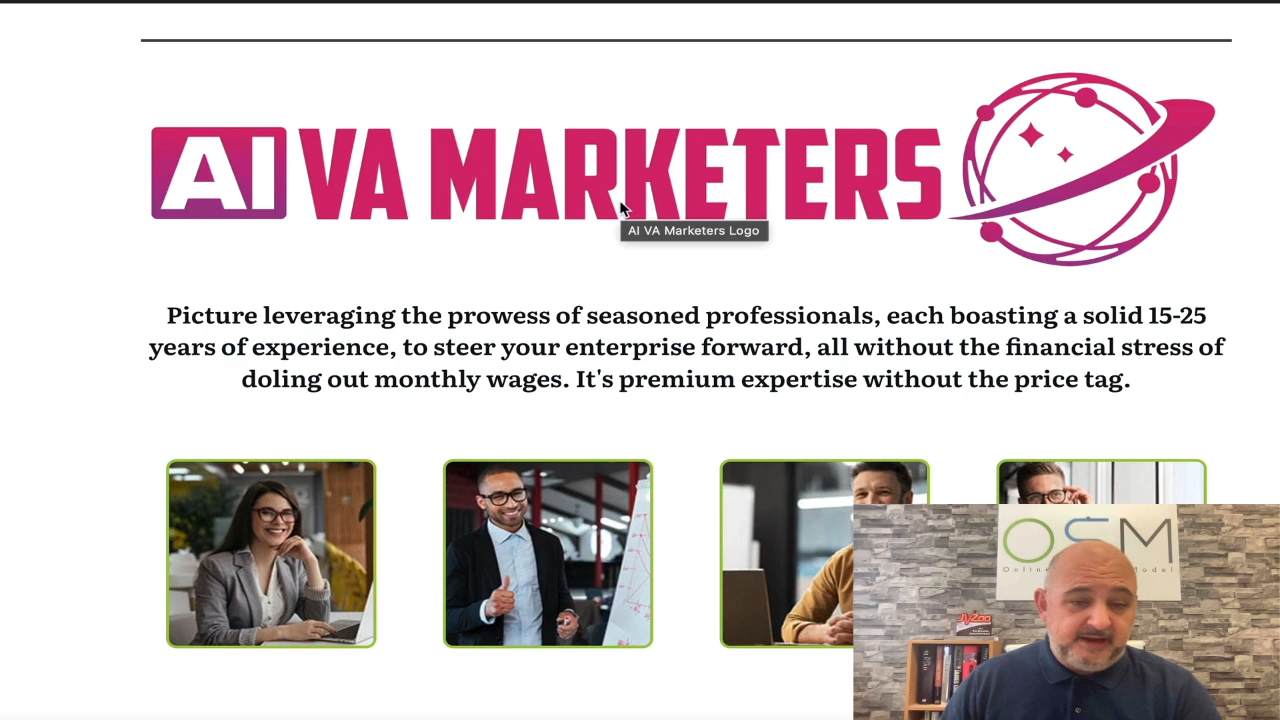 AI VA MARKETERS
AI VA Marketers Logo
Picture leveraging the prowess of seasoned professionals, each boasting a solid 15-25
years of experience, to steer your enterprise forward, all without the financial stress of
doling out monthly wages. It's premium expertise without the price tag.
OSM